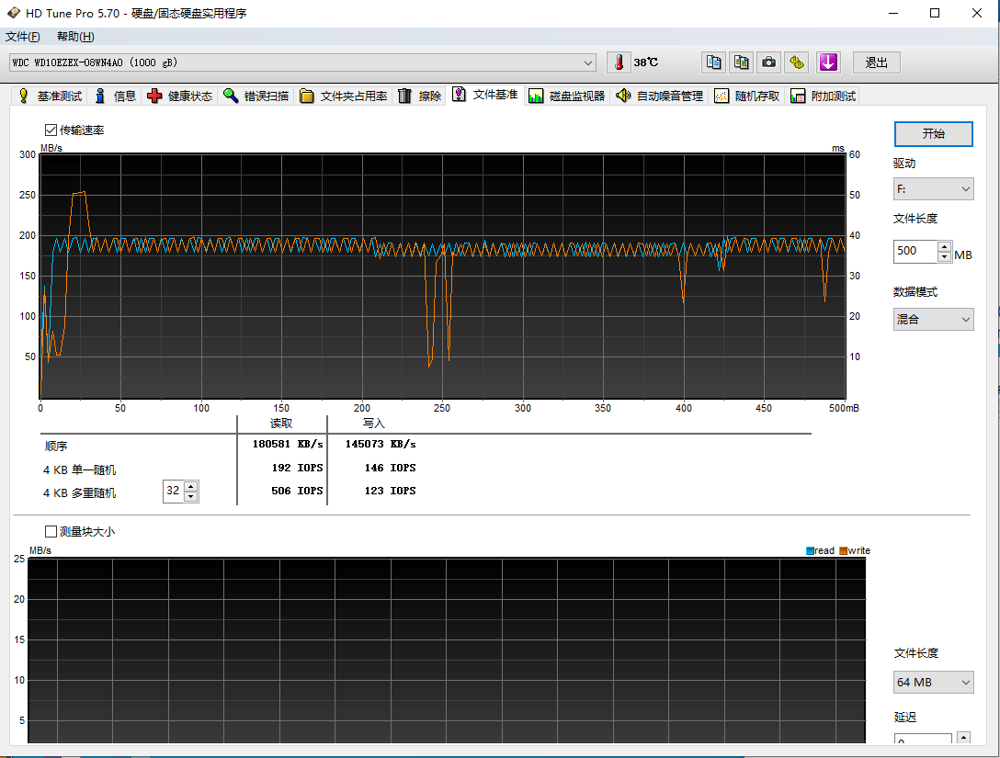 HD Tune Pro 5.70 - 硬盘/固态硬盘实用程序
文件(F) 帮助(H)
WDC WD10EZEX-08WN4A0 (1000 gB) 38℃ 退出
基准测试 信息 健康状态 错误扫描 文件夹占用率 擦除 文件基准 磁盘监视器 自动噪音管理 随机存取 附加测试
传输速率
开始
MB/s ms
300 60
250 50
200 40
150 30
100 20
50 10
0 50 100 150 200 250 300 350 400 450 500mB
驱动
F:
文件长度
500 MB
数据模式
混合
读取 写入
顺序 180581 KB/s 145073 KB/s
4 KB 单一随机 192 IOPS 146 IOPS
4 KB 多重随机 32 506 IOPS 123 IOPS
测量块大小
MB/s read write
25
20
15
10
5
文件长度
64 MB
延迟
0